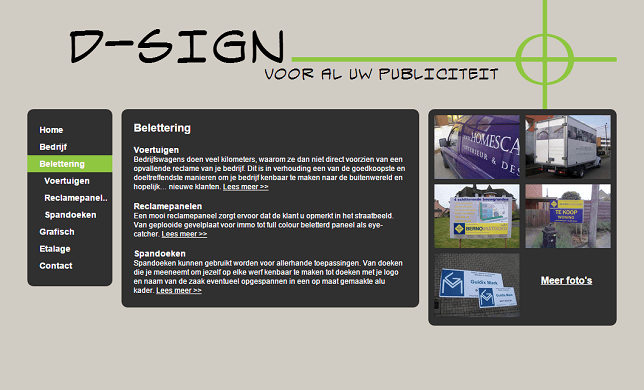 D-SIGN
VOOR AL UW PUBLICITEIT
Home
Bedrijf
Belettering
Voertuigen
Reclamepanel..
Spandoeken
Grafisch
Etalage
Contact
Belettering
Voertuigen
Bedrijfswagens doen veel kilometers, waarom ze dan niet direct voorzien van een
opvallende reclame van je bedrijf. Dit is in verhouding een van de goedkoopste en
doeltreffendste manieren om je bedrijf kenbaar te maken naar de buitenwereld en
hopelijk... nieuwe klanten. Lees meer >>
Reclamepanelen
Een mooi reclamepaneel zorgt ervoor dat de klant u opmerkt in het straatbeeld.
Van geplooide gevelplaat voor immo tot full colour beletterd paneel als eye-
catcher. Lees meer >>
Spandoeken
Spandoeken kunnen gebruikt worden voor allerhande toepassingen. Van doeken
die je meeneemt om jezelf op elke werf kenbaar te maken tot doeken met je logo
en naam van de zaak eventueel opgespannen in een op maat gemaakte alu
kader. Lees meer >>
HOMESCA
ERIEUR & DES
TE KOOP
WONING
Goldix Werk
Meer foto's